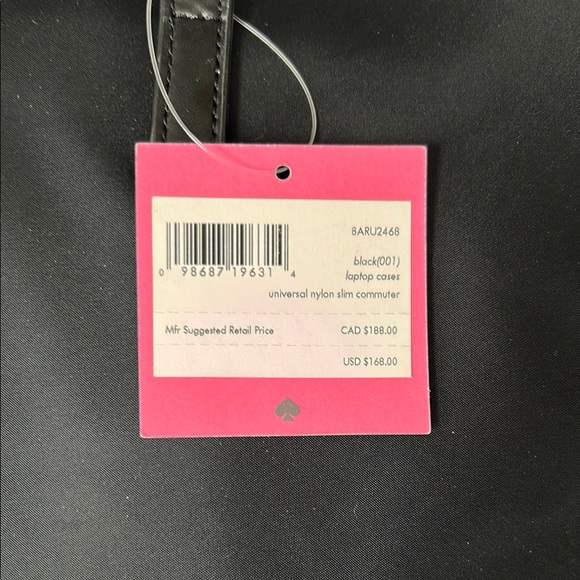 8ARU2468
0 98687 19631 4
black(001)
laptop cases
universal nylon slim commuter
Mfr Suggested Retail Price CAD $188.00
USD $168.00